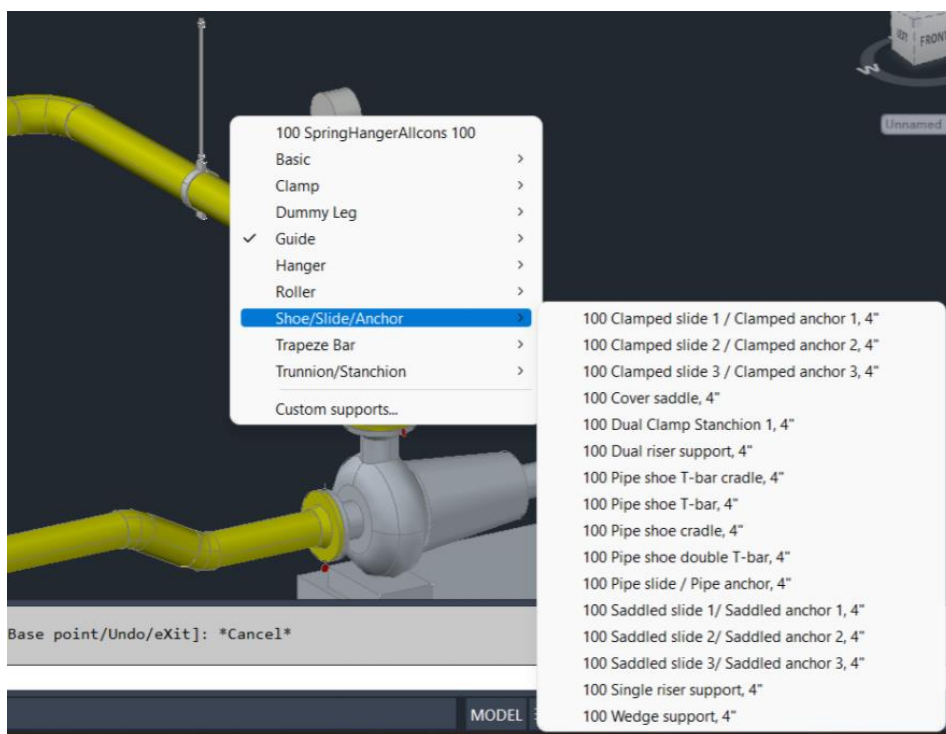 FRONT
W
Unnamed
100 SpringHangerAllcons 100
Basic
Clamp
Dummy Leg
Guide
Hanger
Roller
Shoe/Slide/Anchor
Trapeze Bar
Trunnion/Stanchion
Custom supports...
100 Clamped slide 1 / Clamped anchor 1, 4"
100 Clamped slide 2 / Clamped anchor 2, 4"
100 Clamped slide 3 / Clamped anchor 3, 4"
100 Cover saddle, 4"
100 Dual Clamp Stanchion 1, 4"
100 Dual riser support, 4"
100 Pipe shoe T-bar cradle, 4"
100 Pipe shoe T-bar, 4"
100 Pipe shoe cradle, 4"
100 Pipe shoe double T-bar, 4"
100 Pipe slide / Pipe anchor, 4"
100 Saddled slide 1/ Saddled anchor 1, 4"
100 Saddled slide 2/ Saddled anchor 2, 4"
100 Saddled slide 3/ Saddled anchor 3, 4"
100 Single riser support, 4"
100 Wedge support, 4"
Base point/Undo/eXit]: *Cancel*
MODEL